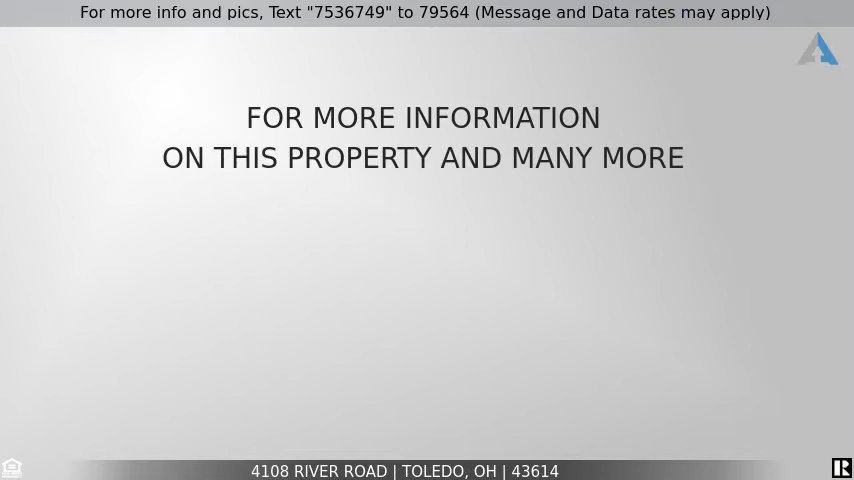 For more info and pics, Text "7536749" to 79564 (Message and Data rates may apply)
FOR MORE INFORMATION
ON THIS PROPERTY AND MANY MORE
4108 RIVER ROAD | TOLEDO, OH | 43614